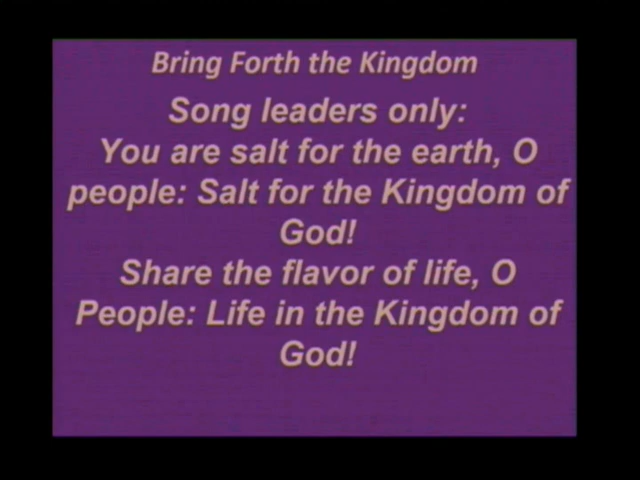 Bring Forth the Kingdom
Song leaders only:
You are salt for the earth, O
people: Salt for the Kingdom of
God!
Share the flavor of life, O
People: Life in the Kingdom of
God!